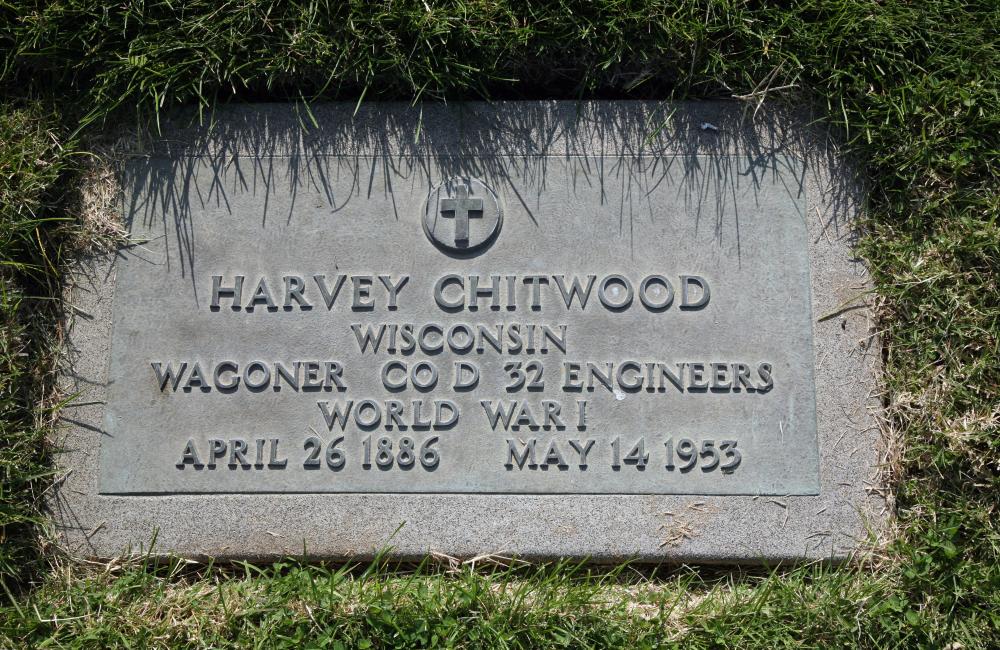 HARVEY CHITWOOD
WISCONSIN
WAGONER CO D 32 ENGINEERS
WORLD WAR I
APRIL 26 1886 MAY 14 1953